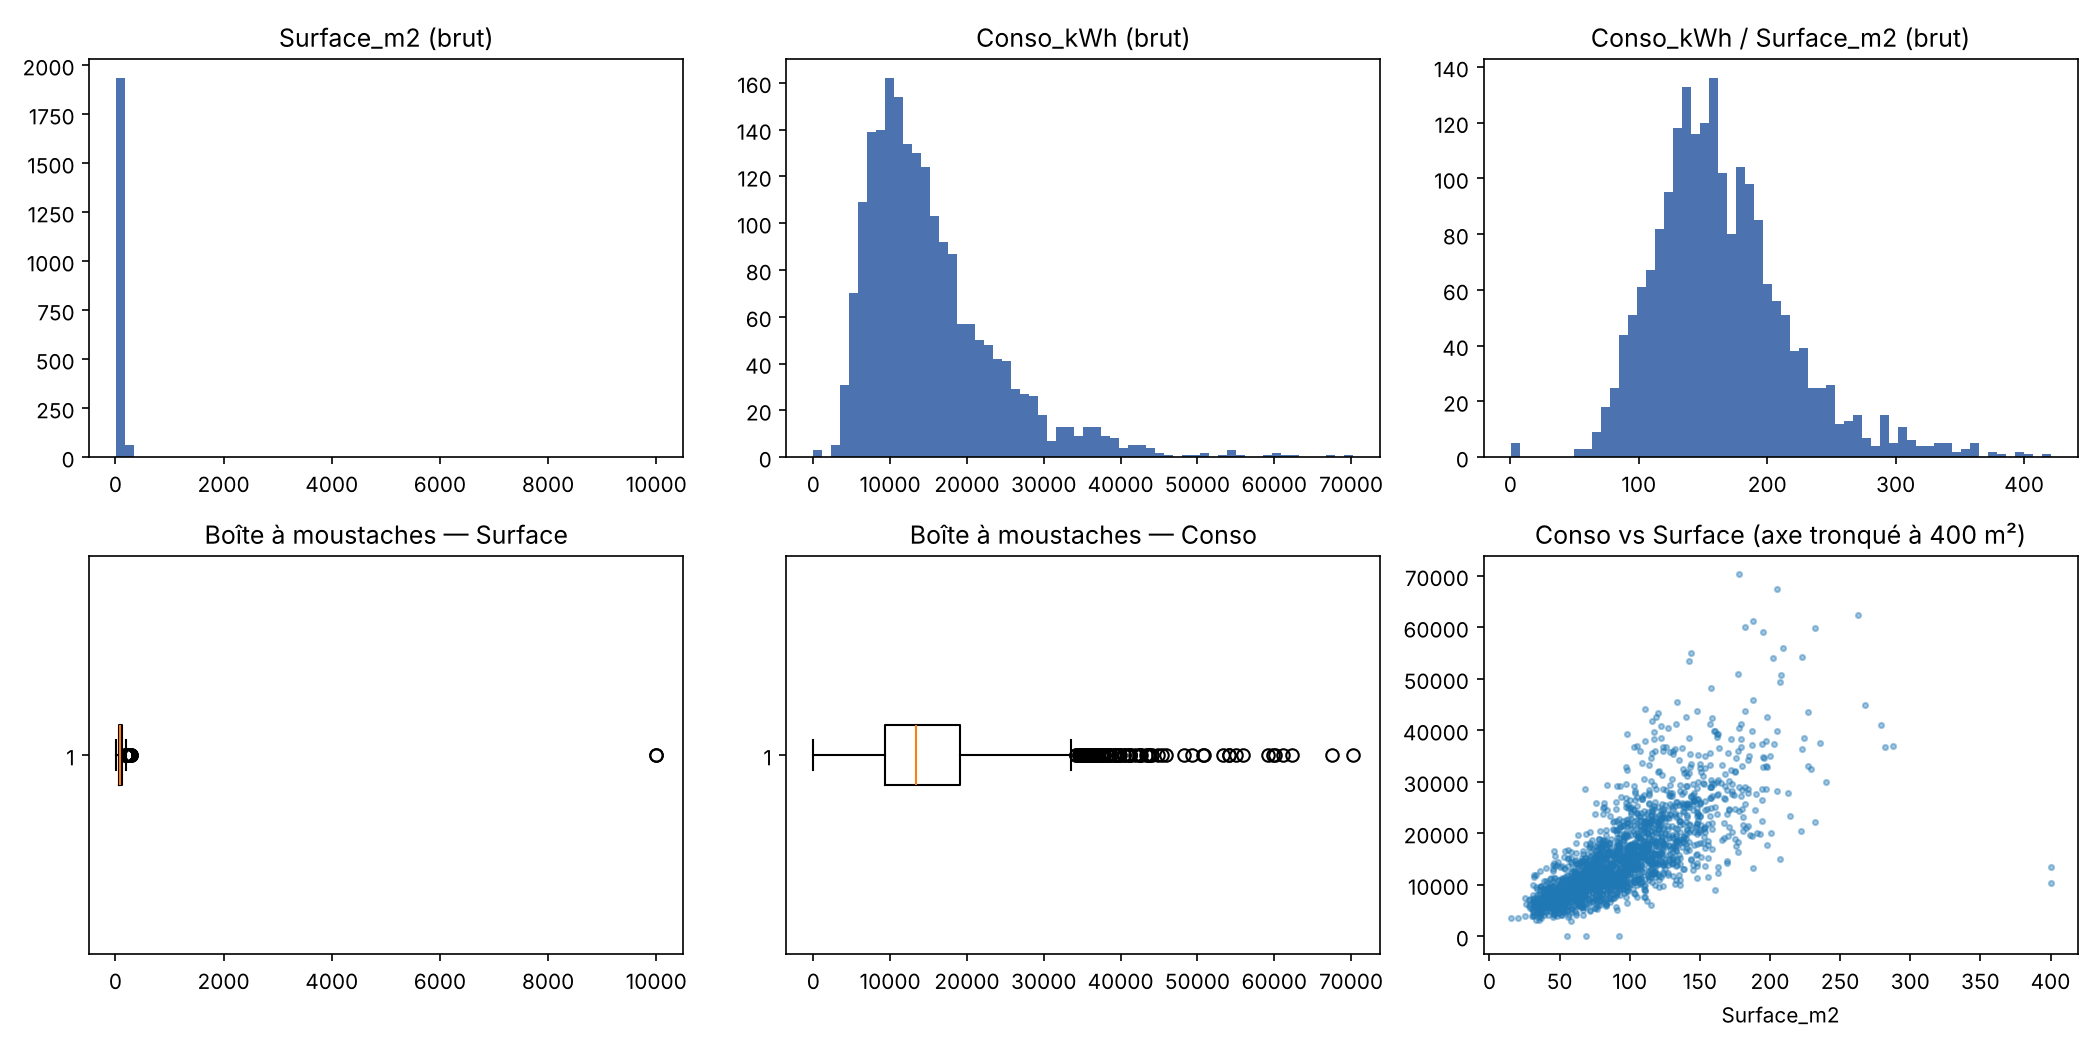 Surface_m2 (brut)
2000
1750
1500
1250
1000
750
500
250
0
0 2000 4000 6000 8000 10000
Conso_kWh (brut)
160
140
120
100
80
60
40
20
0
0 10000 20000 30000 40000 50000 60000 70000
Conso_kWh / Surface_m2 (brut)
140
120
100
80
60
40
20
0
0 100 200 300 400
Boîte à moustaches — Surface
1
0 2000 4000 6000 8000 10000
Boîte à moustaches — Conso
1
0 10000 20000 30000 40000 50000 60000 70000
Conso vs Surface (axe tronqué à 400 m²)
70000
60000
50000
40000
30000
20000
10000
0
0 50 100 150 200 250 300 350 400
Surface_m2